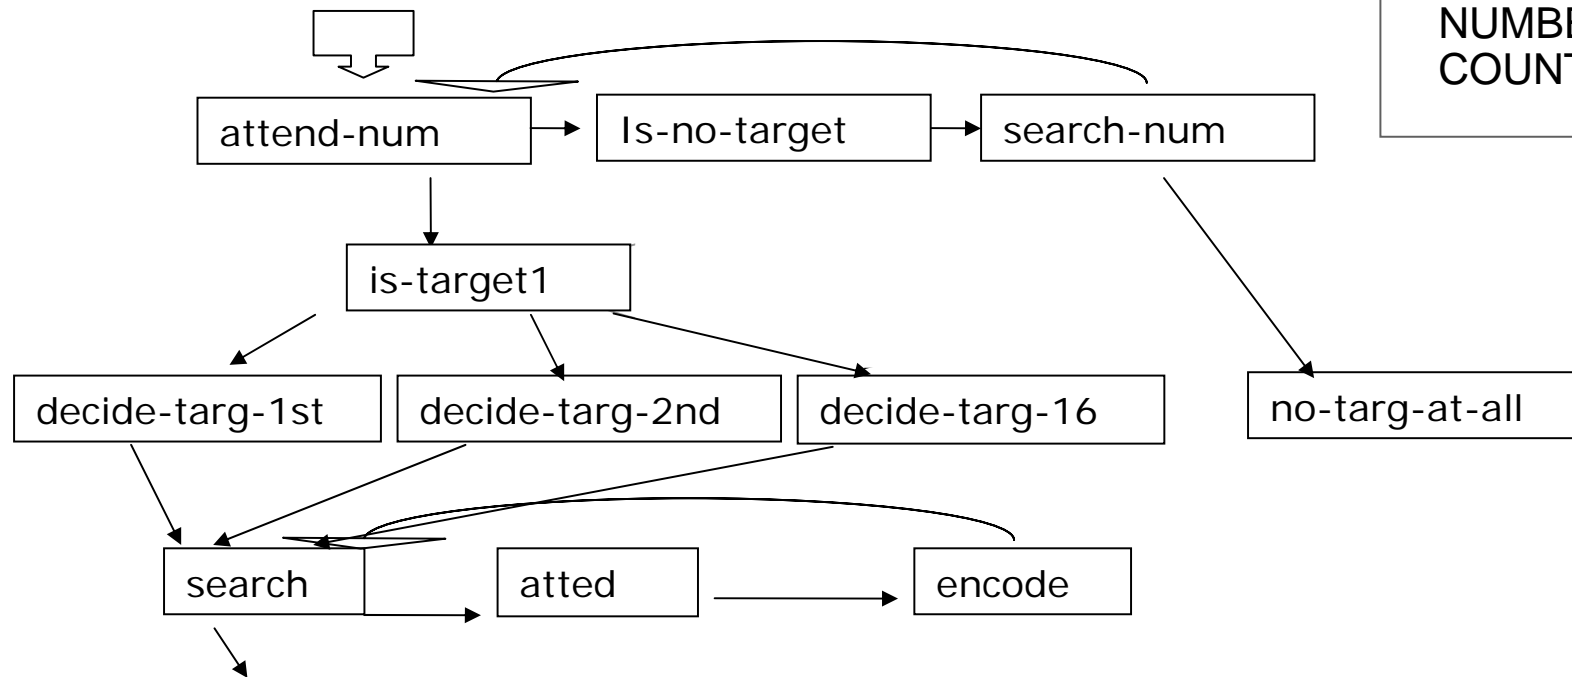 NUMBE
COUNT
attend-num
Is-no-target
search-num
is-target1
decide-targ-1st
decide-targ-2nd
decide-targ-16
no-targ-at-all
search
atted
encode